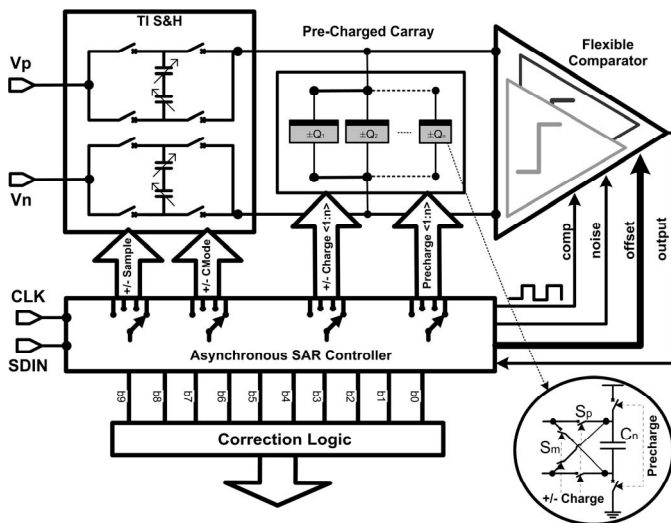 TI S&H
Pre-Charged Carray
Flexible
Comparator
Vp
Vn
±Q₁
±Q₂
.....
±Qₙ
+/- Sample
+/- CMode
+/- Charge <1:n>
Precharge <1:n>
comp
noise
offset
output
CLK
SDIN
Asynchronous SAR Controller
b9
b8
b7
b6
b5
b4
b3
b2
b1
b0
Correction Logic
Sp
Sm
Cn
Precharge
+/- Charge